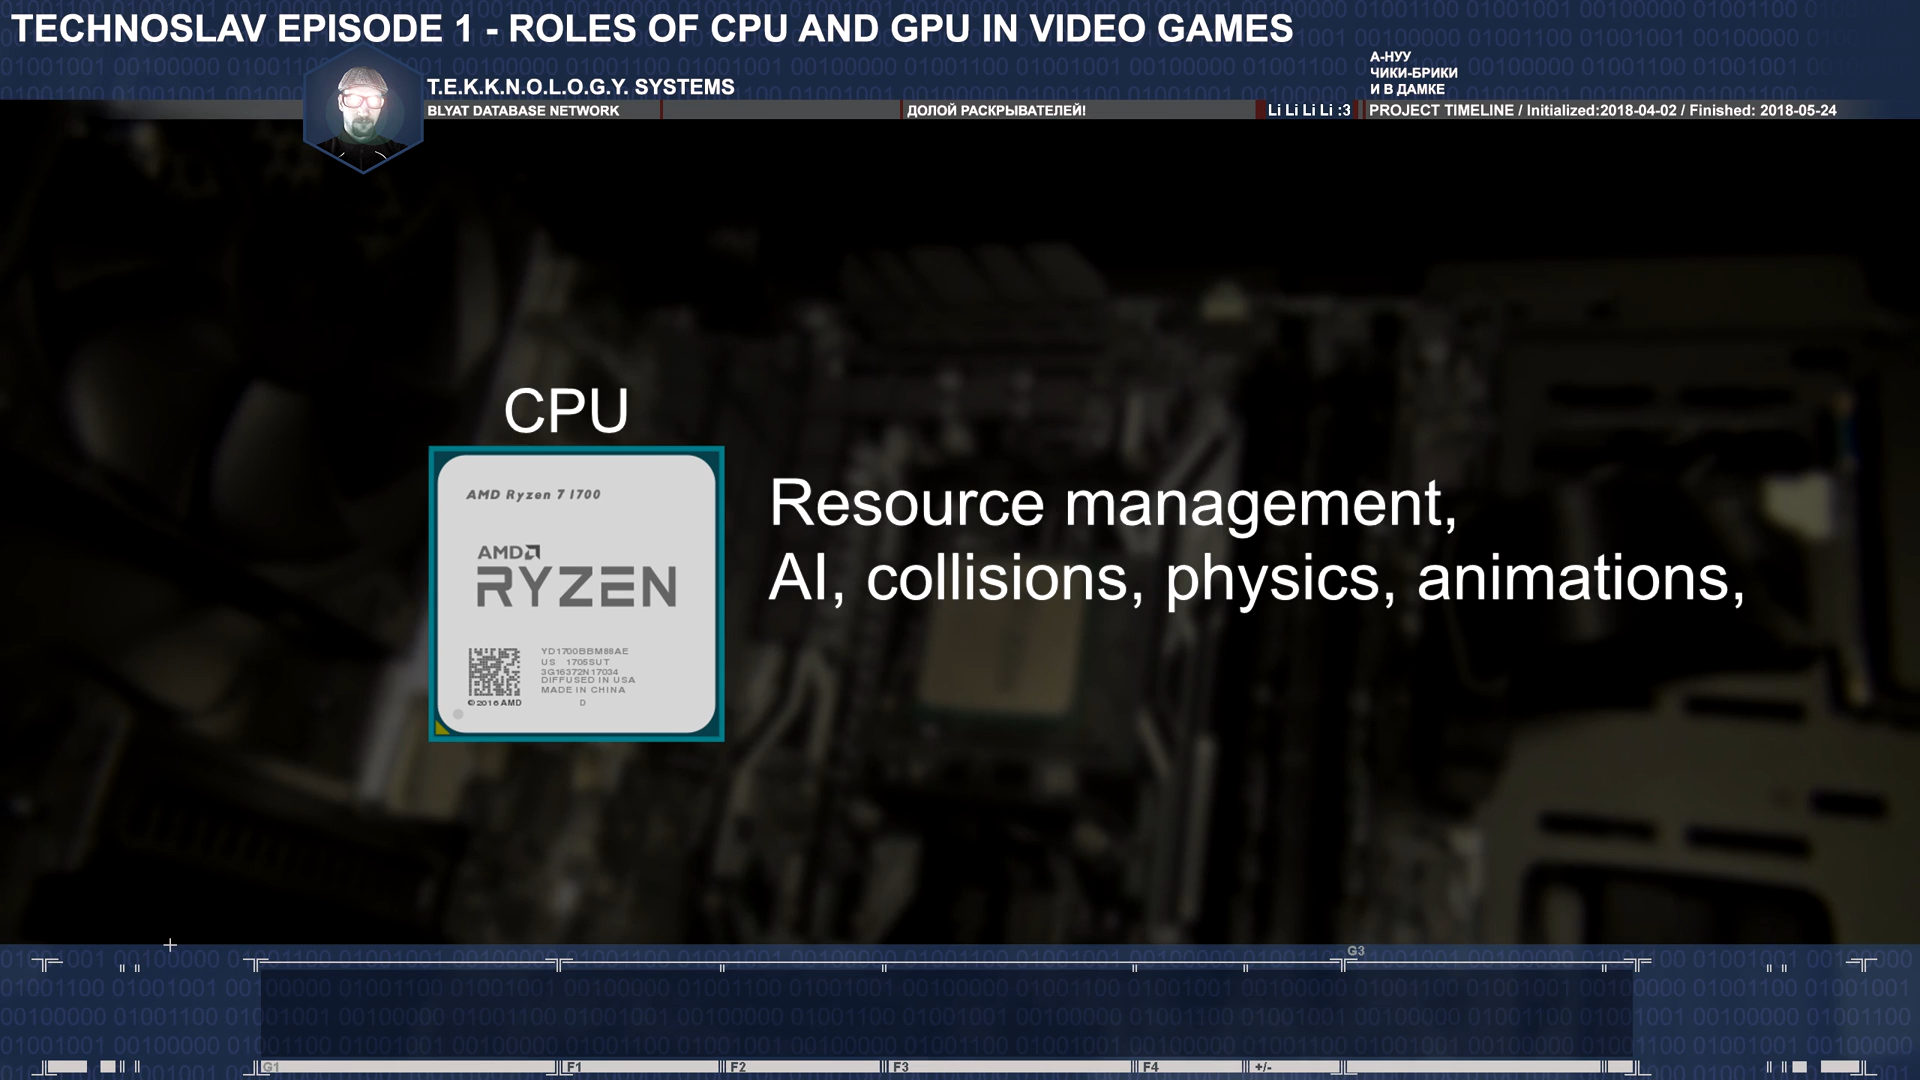 TECHNOSLAV EPISODE 1 - ROLES OF CPU AND GPU IN VIDEO GAMES
А-НУУ
ЧИКИ-БРИКИ
И В ДАМКЕ
T.E.K.K.N.O.L.O.G.Y. SYSTEMS
BLYAT DATABASE NETWORK
ДОЛОЙ РАСКРЫВАТЕЛЕЙ!
Li Li Li Li :3
PROJECT TIMELINE / Initialized:2018-04-02 / Finished: 2018-05-24
CPU
AMD Ryzen 7 1700
AMD
RYZEN
YD1700BBM88AE
US 1705SUT
3G16372N17034
DIFFUSED IN USA
MADE IN CHINA
© 2016 AMD
D
Resource management,
AI, collisions, physics, animations,
G3
G1
F1
F2
F3
F4
+/-